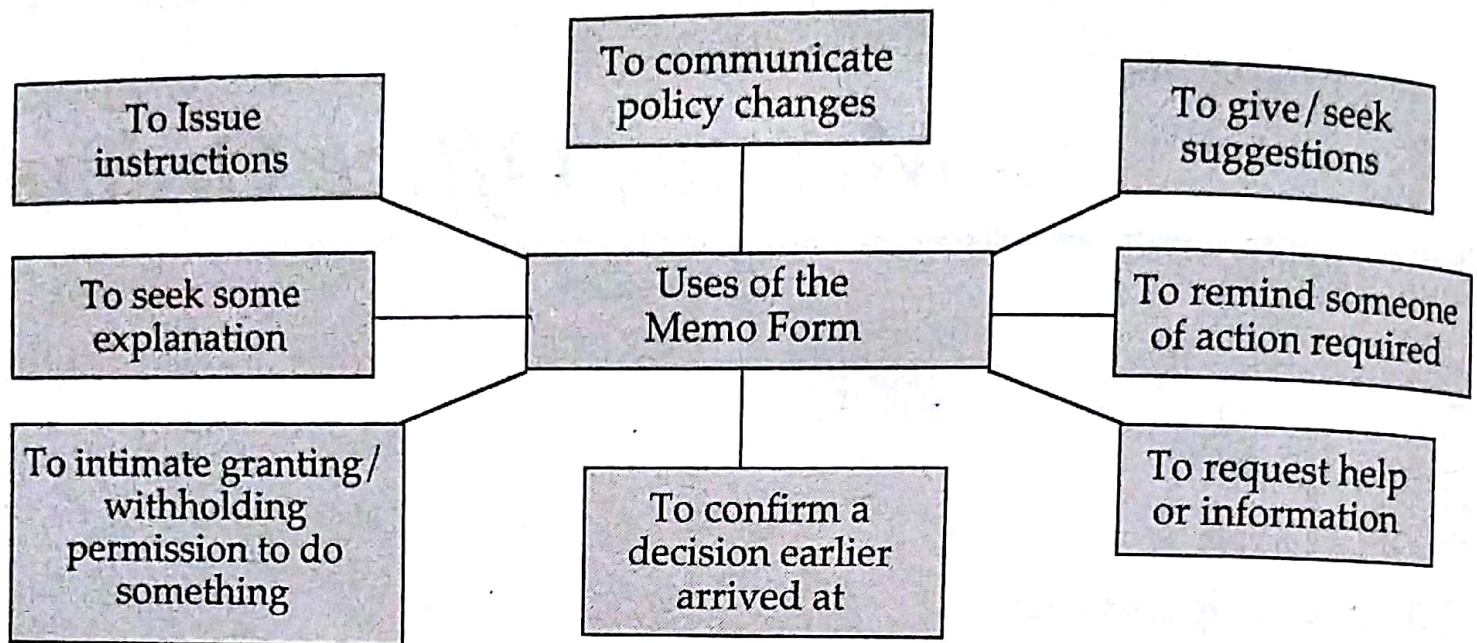 To communicate
policy changes
To Issue
instructions
To give/seek
suggestions
To seek some
explanation
Uses of the
Memo Form
To remind someone
of action required
To intimate granting/
withholding
permission to do
something
To confirm a
decision earlier
arrived at
To request help
or information